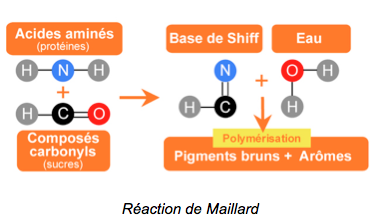 Acides aminés
(protéines)
H N H
+
H C O
Composés
carbonyls
(sucres)
Base de Shiff
Eau
N
H C
+
O H
H
Polymérisation
Pigments bruns + Arômes
Réaction de Maillard